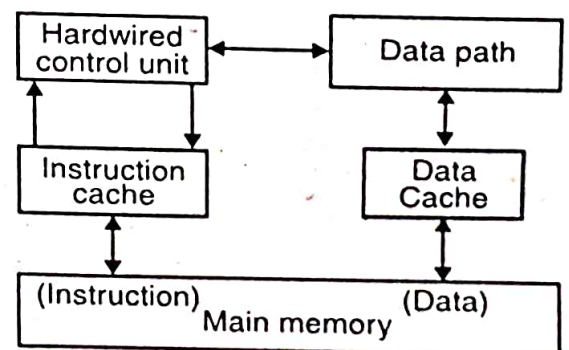 Hardwired
control unit
Data path
Instruction
cache
Data
Cache
(Instruction)
(Data)
Main memory